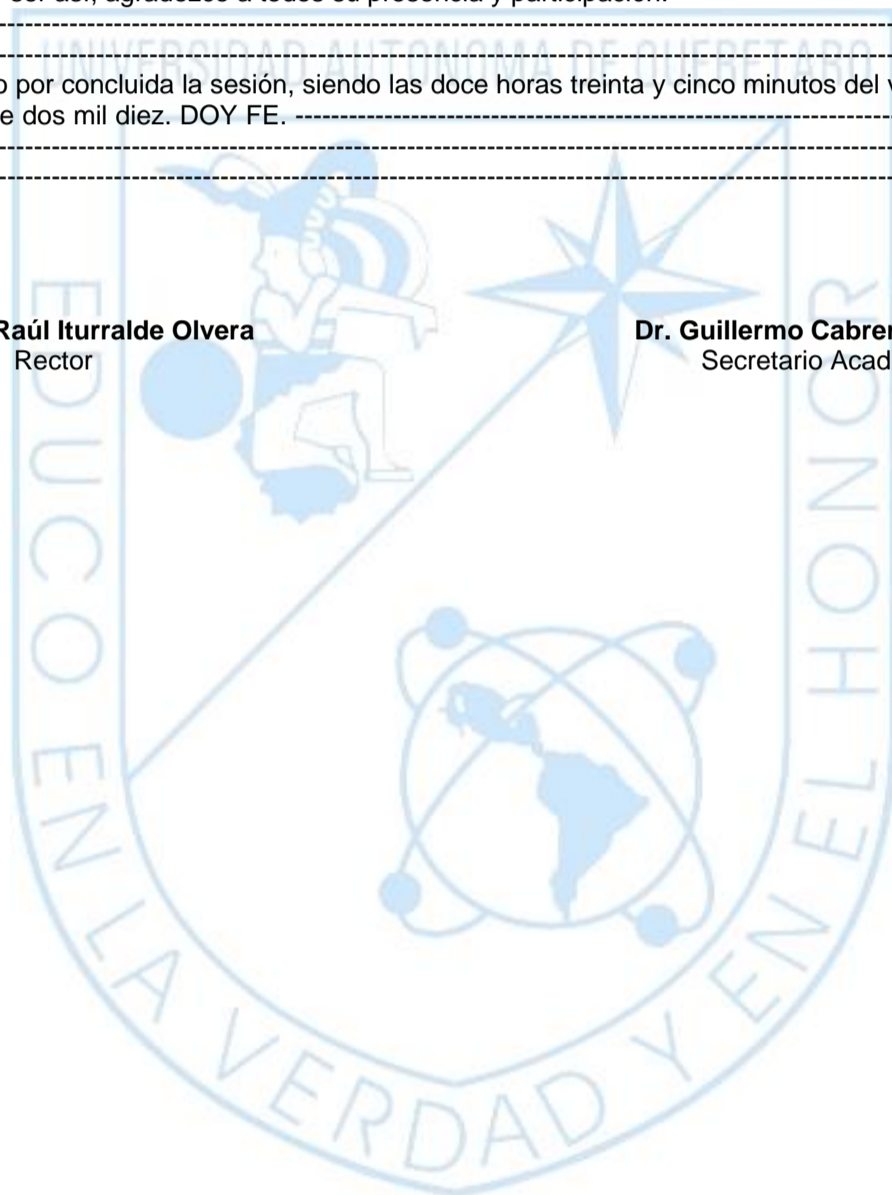 ser así, agradezco a todos su presencia y participación.
--------------------------------------------------------------------------------
--------------------------------------------------------------------------------
UNIVERSIDAD AUTONOMA DE QUERETARO
por concluida la sesión, siendo las doce horas treinta y cinco minutos del
e dos mil diez. DOY FE. ------------------------------------------------------------
--------------------------------------------------------------------------------
--------------------------------------------------------------------------------
Raúl Iturralde Olvera
Rector
Dr. Guillermo
Secretario
EDUCO EN LA VERDAD Y EN EL HONOR